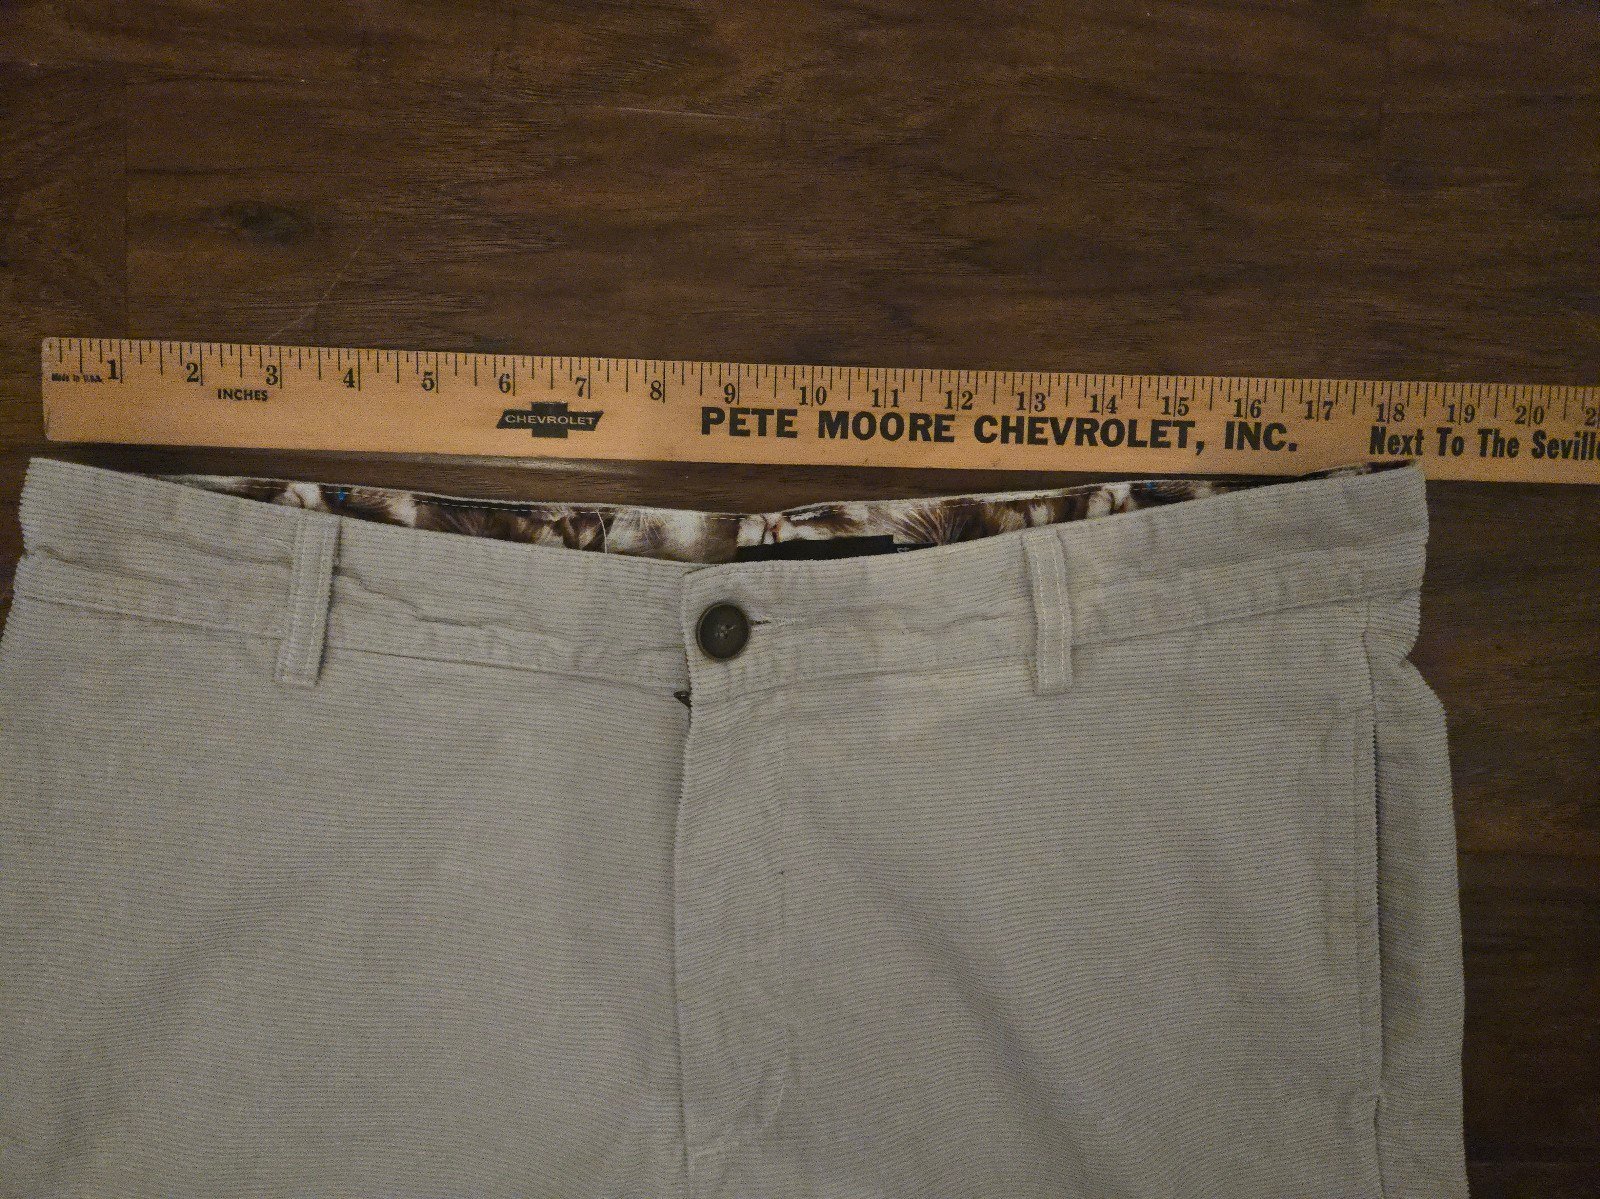 1 2 3 4 5 6 7 8 9 10 11 12 13 14 15 16 17 18 19 20
Made in U.S.A.
INCHES
CHEVROLET
PETE MOORE CHEVROLET, INC.
Next To The Seville